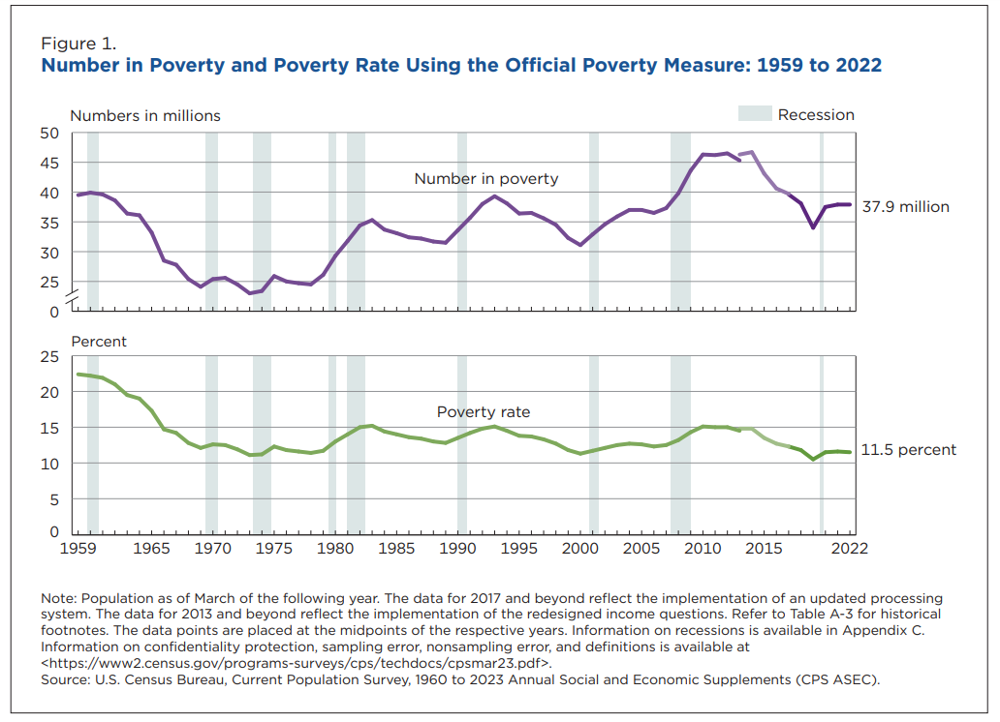 Figure 1.
Number in Poverty and Poverty Rate Using the Official Poverty Measure: 1959 to 2022
Numbers in millions
Recession
50
45
40
35
30
25
0
Number in poverty
37.9 million
Percent
25
20
15
10
5
0
Poverty rate
11.5 percent
1959 1965 1970 1975 1980 1985 1990 1995 2000 2005 2010 2015 2022
Note: Population as of March of the following year. The data for 2017 and beyond reflect the implementation of an updated processing
system. The data for 2013 and beyond reflect the implementation of the redesigned income questions. Refer to Table A-3 for historical
footnotes. The data points are placed at the midpoints of the respective years. Information on recessions is available in Appendix C.
Information on confidentiality protection, sampling error, nonsampling error, and definitions is available at
<https://www2.census.gov/programs-surveys/cps/techdocs/cpsmar23.pdf>.
Source: U.S. Census Bureau, Current Population Survey, 1960 to 2023 Annual Social and Economic Supplements (CPS ASEC).